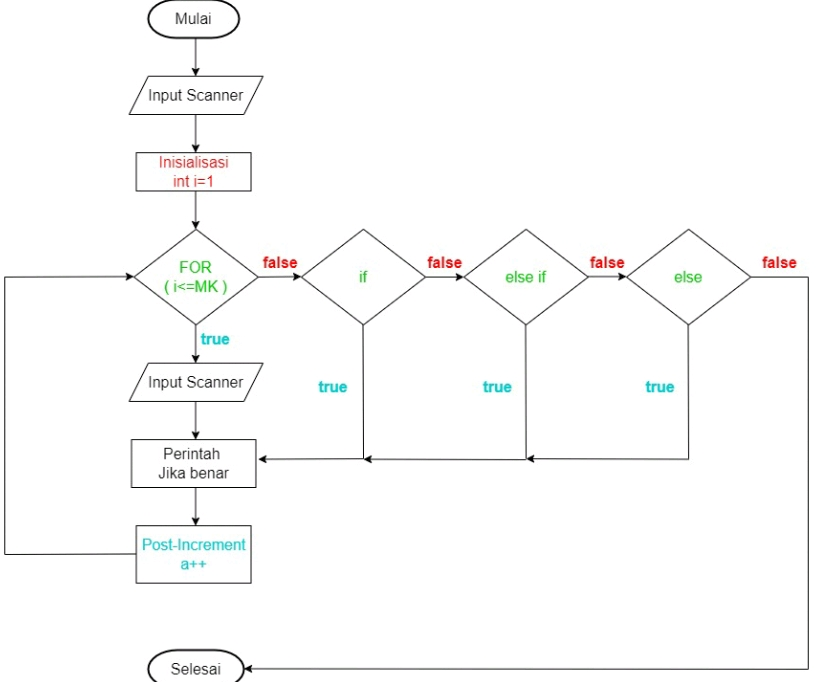 Mulai
Input Scanner
Inisialisasi
int i=1
FOR
( i<=MK )
false
if
false
else if
false
else
false
true
Input Scanner
true
true
true
Perintah
Jika benar
Post-Increment
a++
Selesai